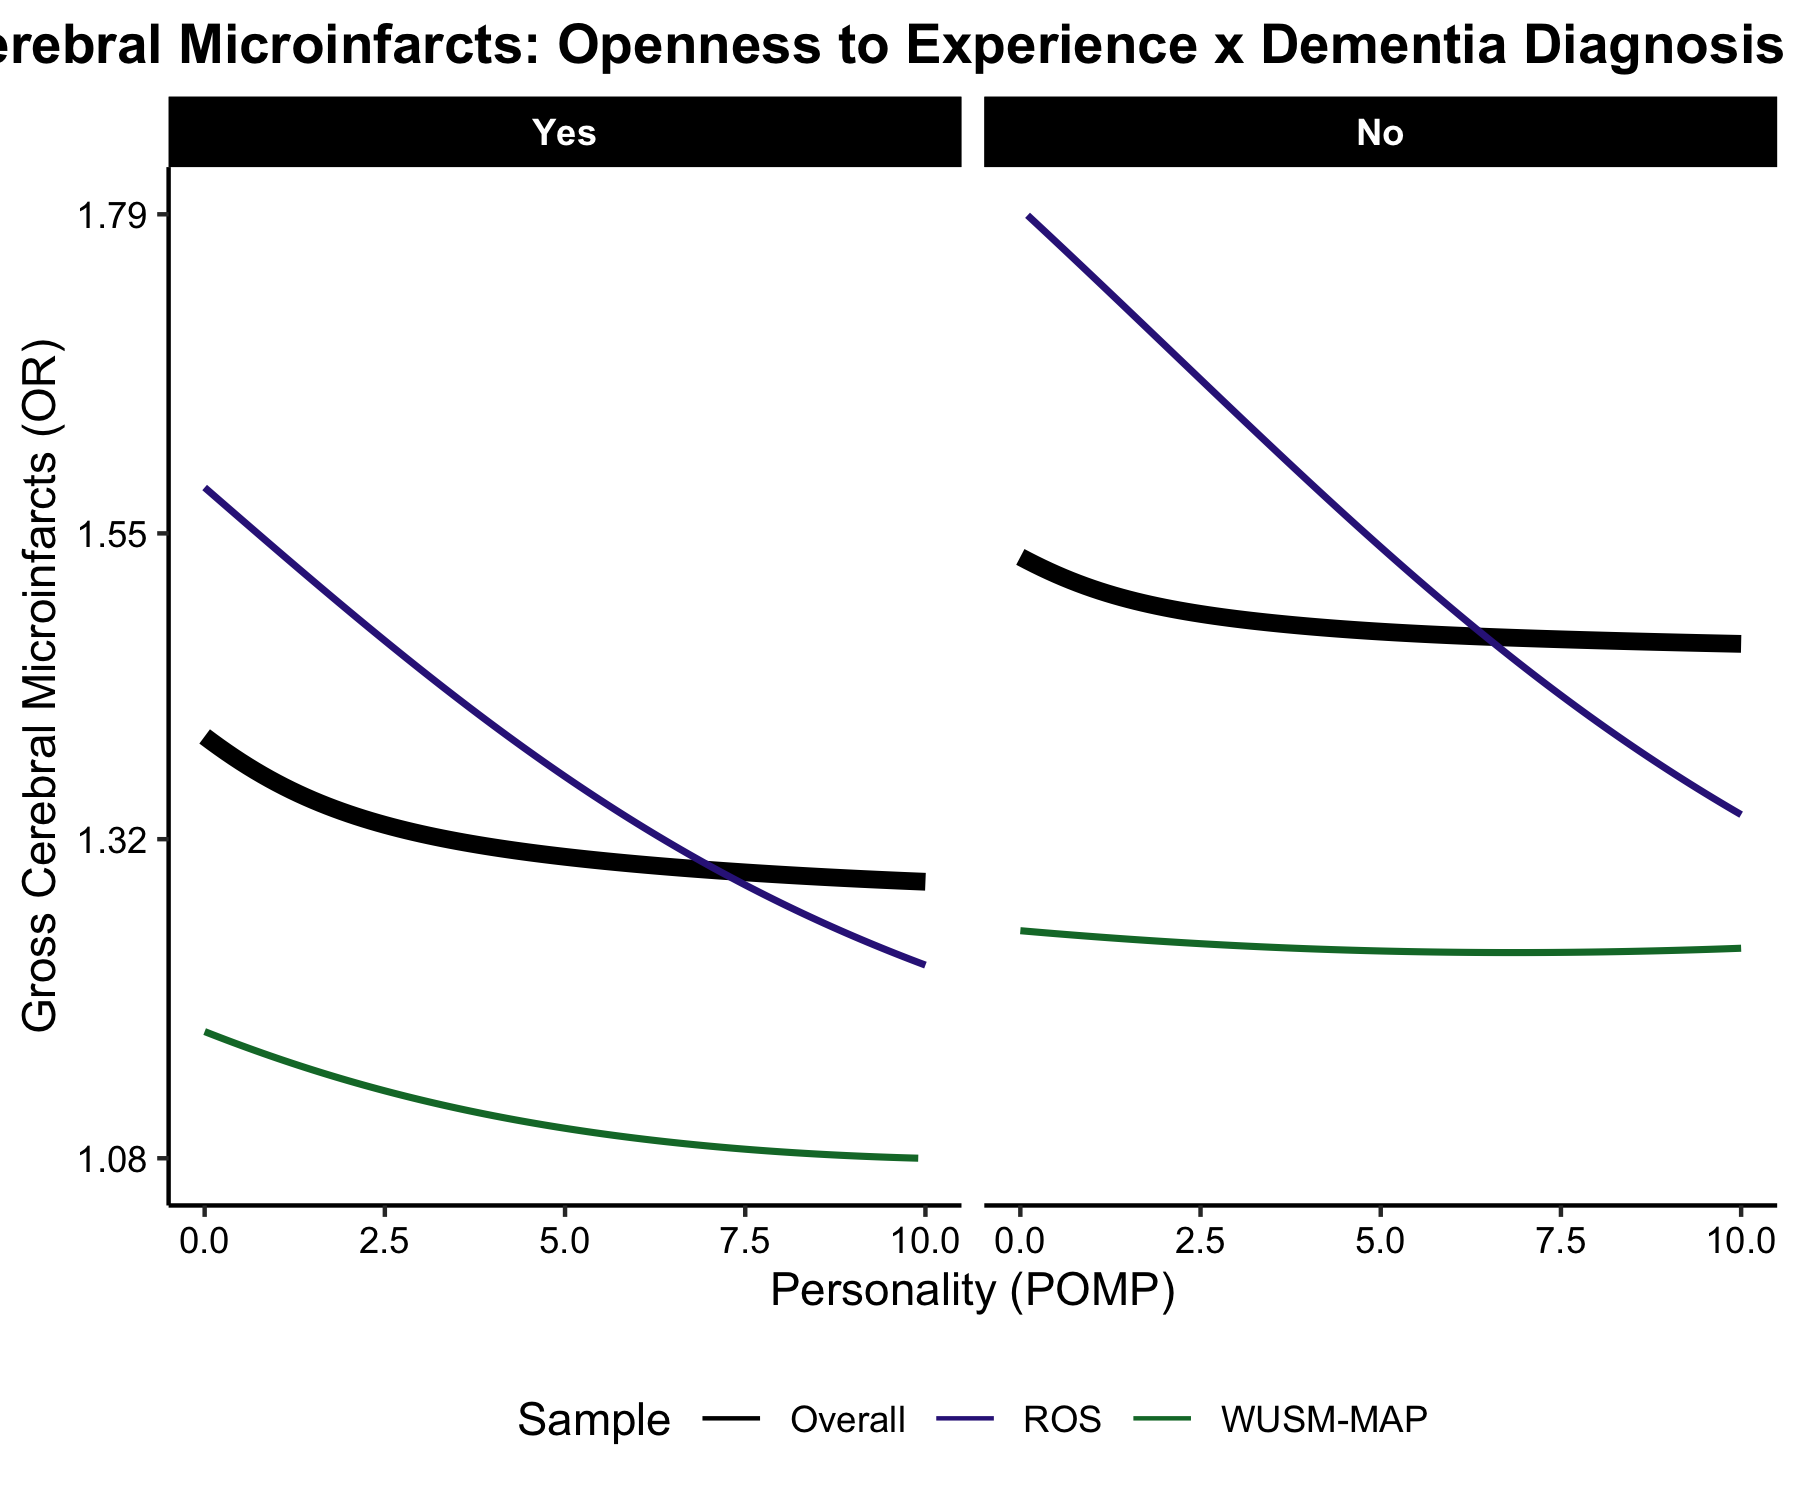 erebral Microinfarcts: Openness to Experience x Dementia Diagnosis
Yes
No
Gross Cerebral Microinfarcts (OR)
1.79
1.55
1.32
1.08
0.0 2.5 5.0 7.5 10.0
0.0 2.5 5.0 7.5 10.0
Personality (POMP)
Sample Overall ROS WUSM-MAP